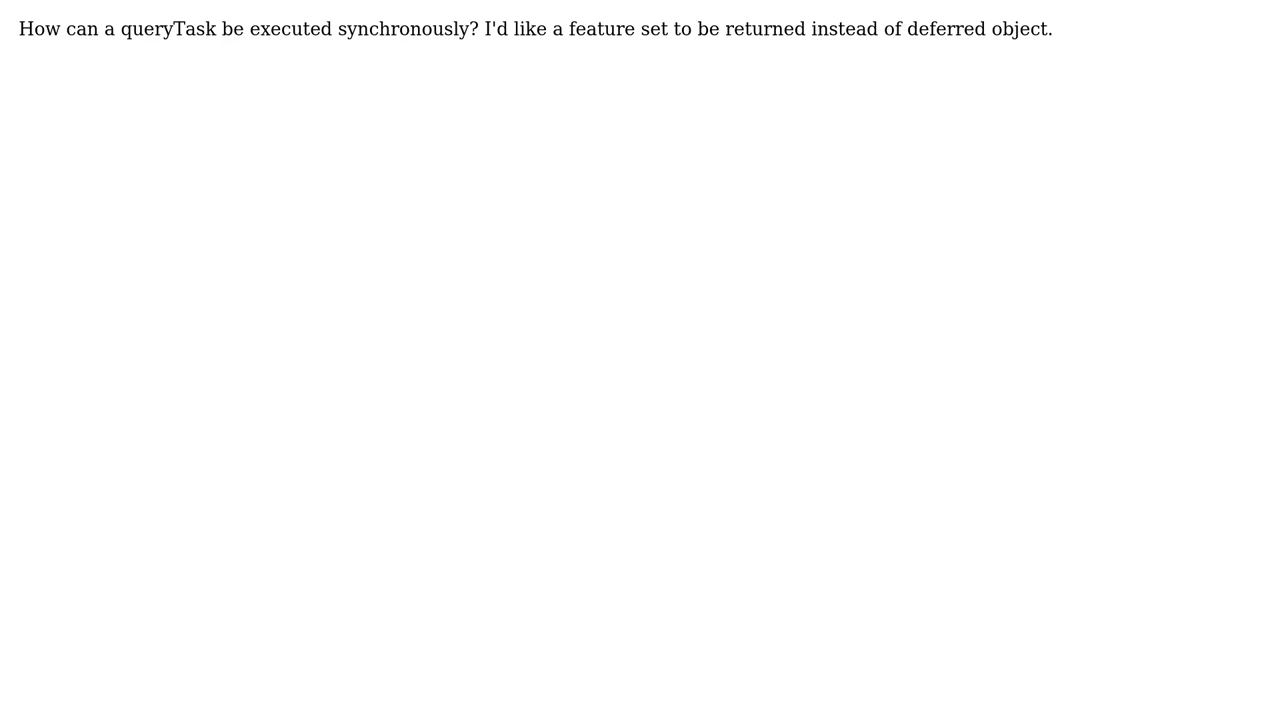 How can a queryTask be executed synchronously? I'd like a feature set to be returned instead of deferred object.